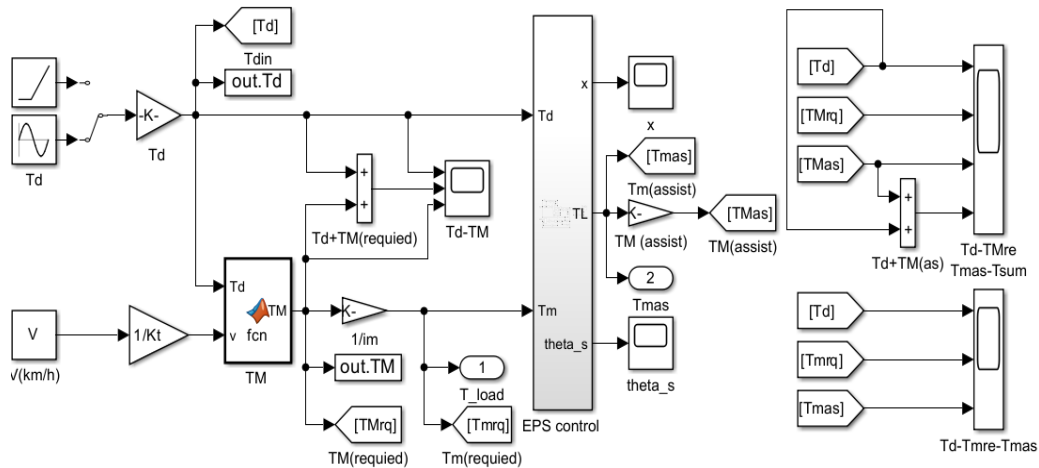 [Td]
Tdin
out.Td
-K-
Td
Td
+
+
Td+TM(requied)
Td-TM
Td
TM
v
fcn
TM
V
V(km/h)
1/Kt
K-
1/im
out.TM
[TMrq]
TM(requied)
1
T_load
[Tmrq]
Tm(requied)
Td
x
TL
Tm
theta_s
EPS control
x
[Tmas]
Tm(assist)
K-
TM (assist)
[TMas]
TM(assist)
2
Tmas
theta_s
[Td]
[TMrq]
[TMas]
+
+
Td+TM(as)
Td-TMre
Tmas-Tsum
[Td]
[Tmrq]
[Tmas]
Td-Tmre-Tmas